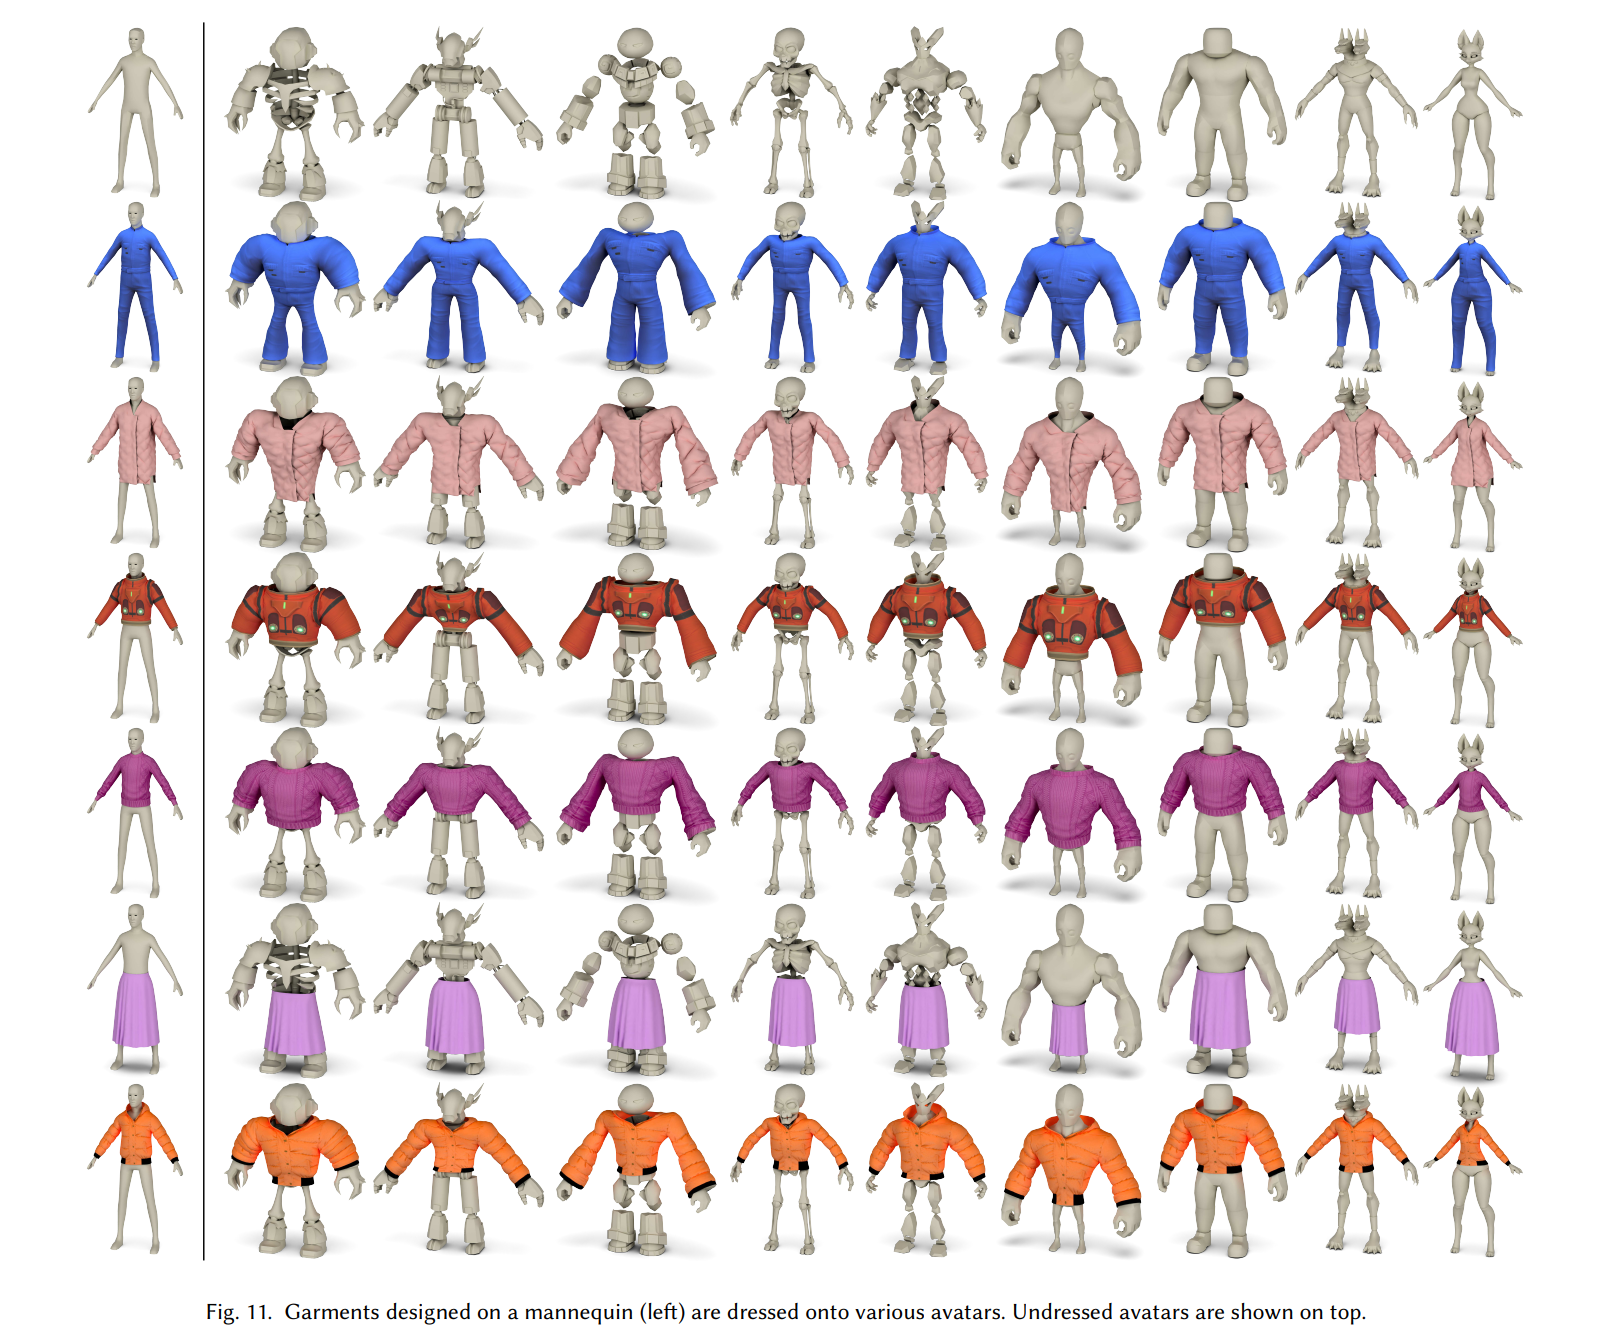 Fig. 11. Garments designed on a mannequin (left) are dressed onto various avatars. Undressed avatars are shown on top.